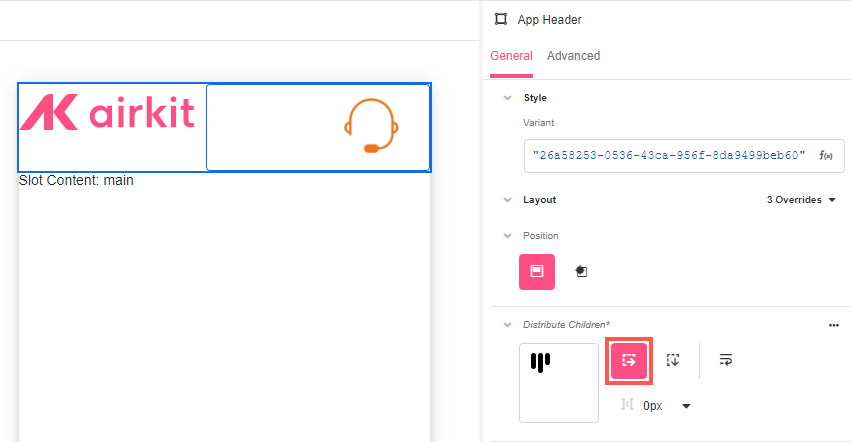 App Header
General Advanced
Style
Variant
"26a58253-0536-43ca-956f-8da9499beb60" f(x)
Layout 3 Overrides
Position
Distribute Children*
0px
airkit
Slot Content: main